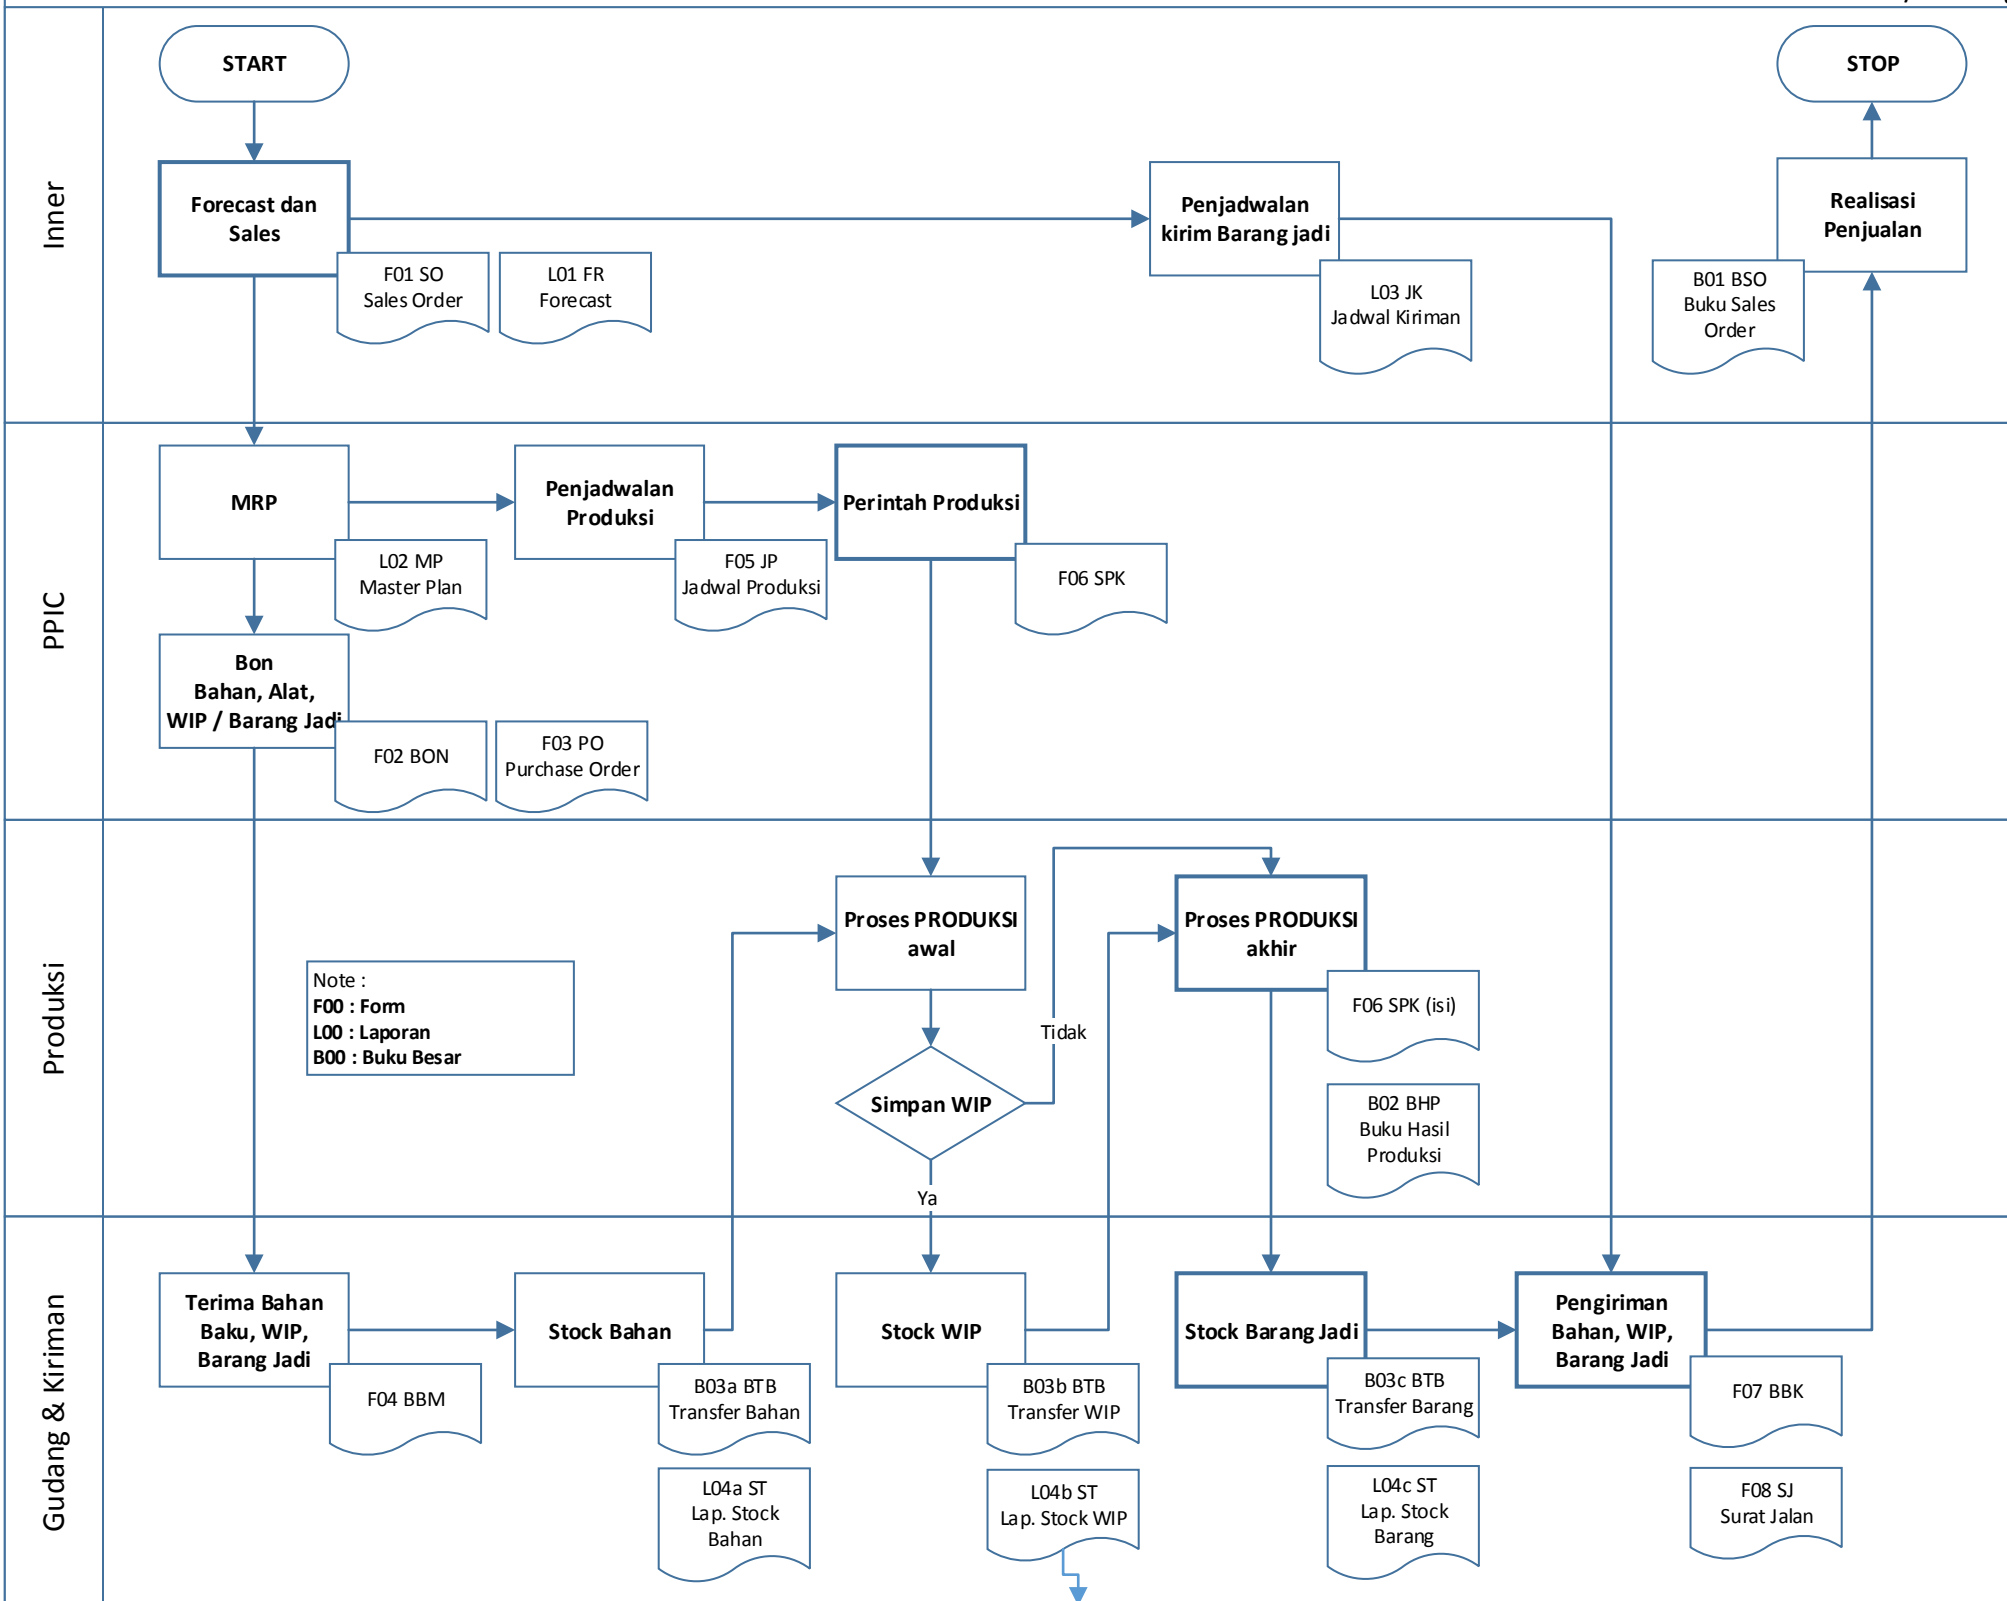 Inner
START
STOP
Forecast dan
Sales
F01 SO
Sales Order
L01 FR
Forecast
Penjadwalan
kirim Barang jadi
L03 JK
Jadwal Kiriman
Realisasi
Penjualan
B01 BSO
Buku Sales
Order
PPIC
MRP
L02 MP
Master Plan
Penjadwalan
Produksi
F05 JP
Jadwal Produksi
Perintah Produksi
F06 SPK
Bon
Bahan, Alat,
WIP / Barang Jadi
F02 BON
F03 PO
Purchase Order
Produksi
Note :
F00 : Form
L00 : Laporan
B00 : Buku Besar
Proses PRODUKSI
awal
Simpan WIP
Tidak
Ya
Proses PRODUKSI
akhir
F06 SPK (isi)
B02 BHP
Buku Hasil
Produksi
Gudang & Kiriman
Terima Bahan
Baku, WIP,
Barang Jadi
F04 BBM
Stock Bahan
B03a BTB
Transfer Bahan
L04a ST
Lap. Stock
Bahan
Stock WIP
B03b BTB
Transfer WIP
L04b ST
Lap. Stock WIP
Stock Barang Jadi
B03c BTB
Transfer Barang
L04c ST
Lap. Stock
Barang
Pengiriman
Bahan, WIP,
Barang Jadi
F07 BBK
F08 SJ
Surat Jalan